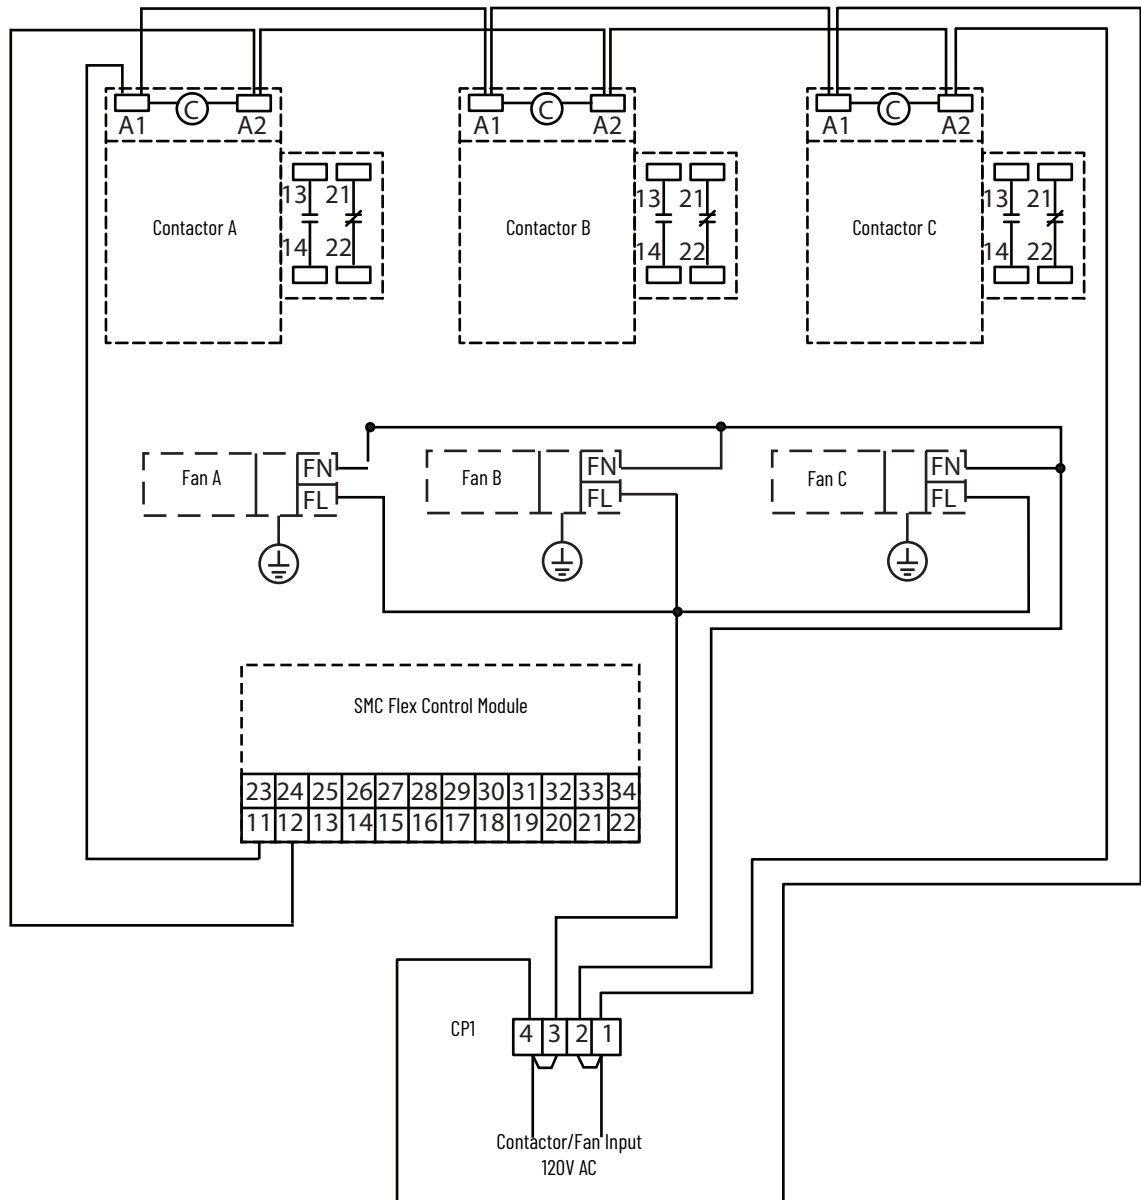 C C C
A1 A2 A1 A2 A1 A2
13 21 13 21 13 21
Contactor A Contactor B Contactor C
14 22 14 22 14 22
Fan A FN Fan B FN Fan C FN
FL FL FL
SMC Flex Control Module
23 24 25 26 27 28 29 30 31 32 33 34
11 12 13 14 15 16 17 18 19 20 21 22
CP1 4 3 2 1
Contactor/Fan Input
120V AC